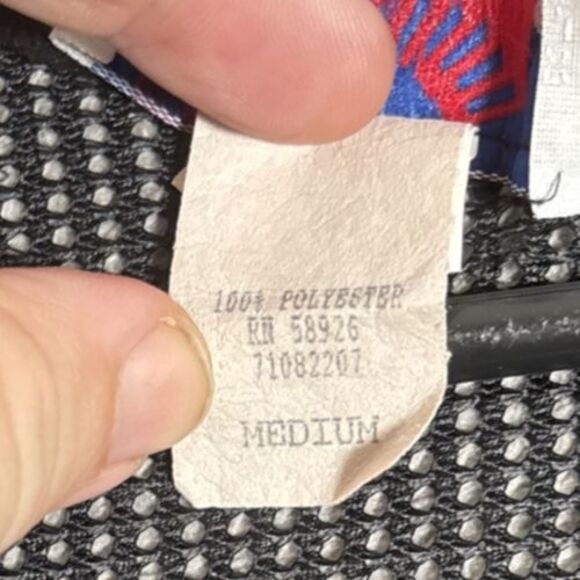 100% POLYESTER
RN 58926
71082207
MEDIUM